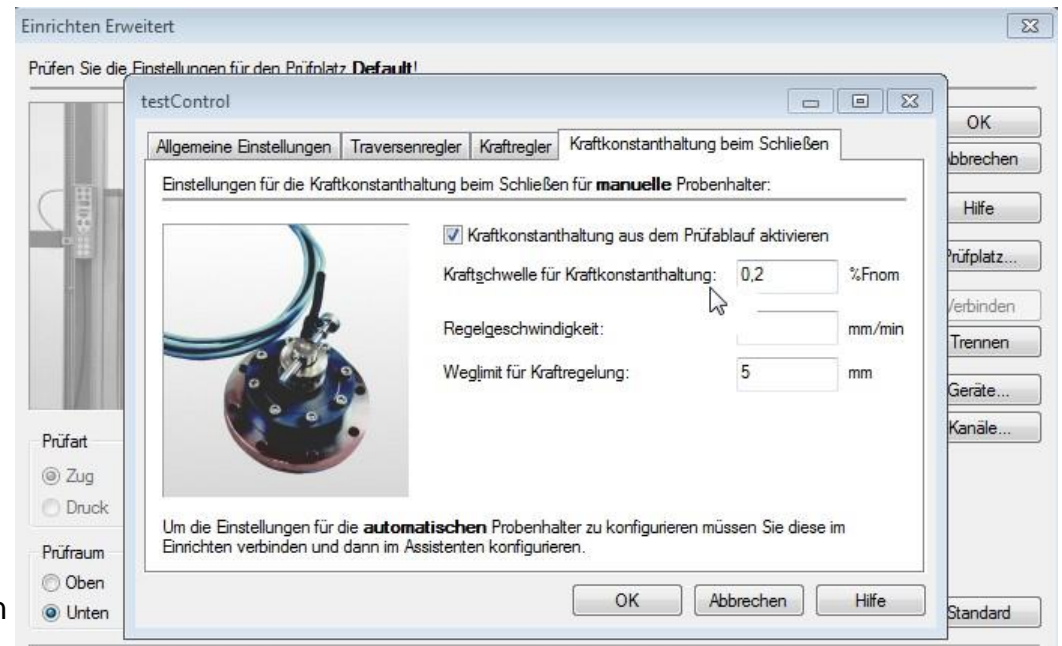 Einrichten Erweitert
Prüfen Sie die Einstellungen für den Prüfplatz Default!
testControl
Allgemeine Einstellungen Traversenregler Kraftregler Kraftkonstanthaltung beim Schließen
Einstellungen für die Kraftkonstanthaltung beim Schließen für manuelle Probenhalter:
Kraftkonstanthaltung aus dem Prüfablauf aktivieren
Kraftschwelle für Kraftkonstanthaltung: 0,2 %Fnom
Regelgeschwindigkeit: mm/min
Weglimit für Kraftregelung: 5 mm
Um die Einstellungen für die automatischen Probenhalter zu konfigurieren müssen Sie diese im
Einrichten verbinden und dann im Assistenten konfigurieren.
OK Abbrechen Hilfe
OK
bbrechen
Hilfe
Prüfplatz...
Verbinden
Trennen
Geräte...
Kanäle...
Standard
Prüfart
Zug
Druck
Prüfraum
Oben
n
Unten